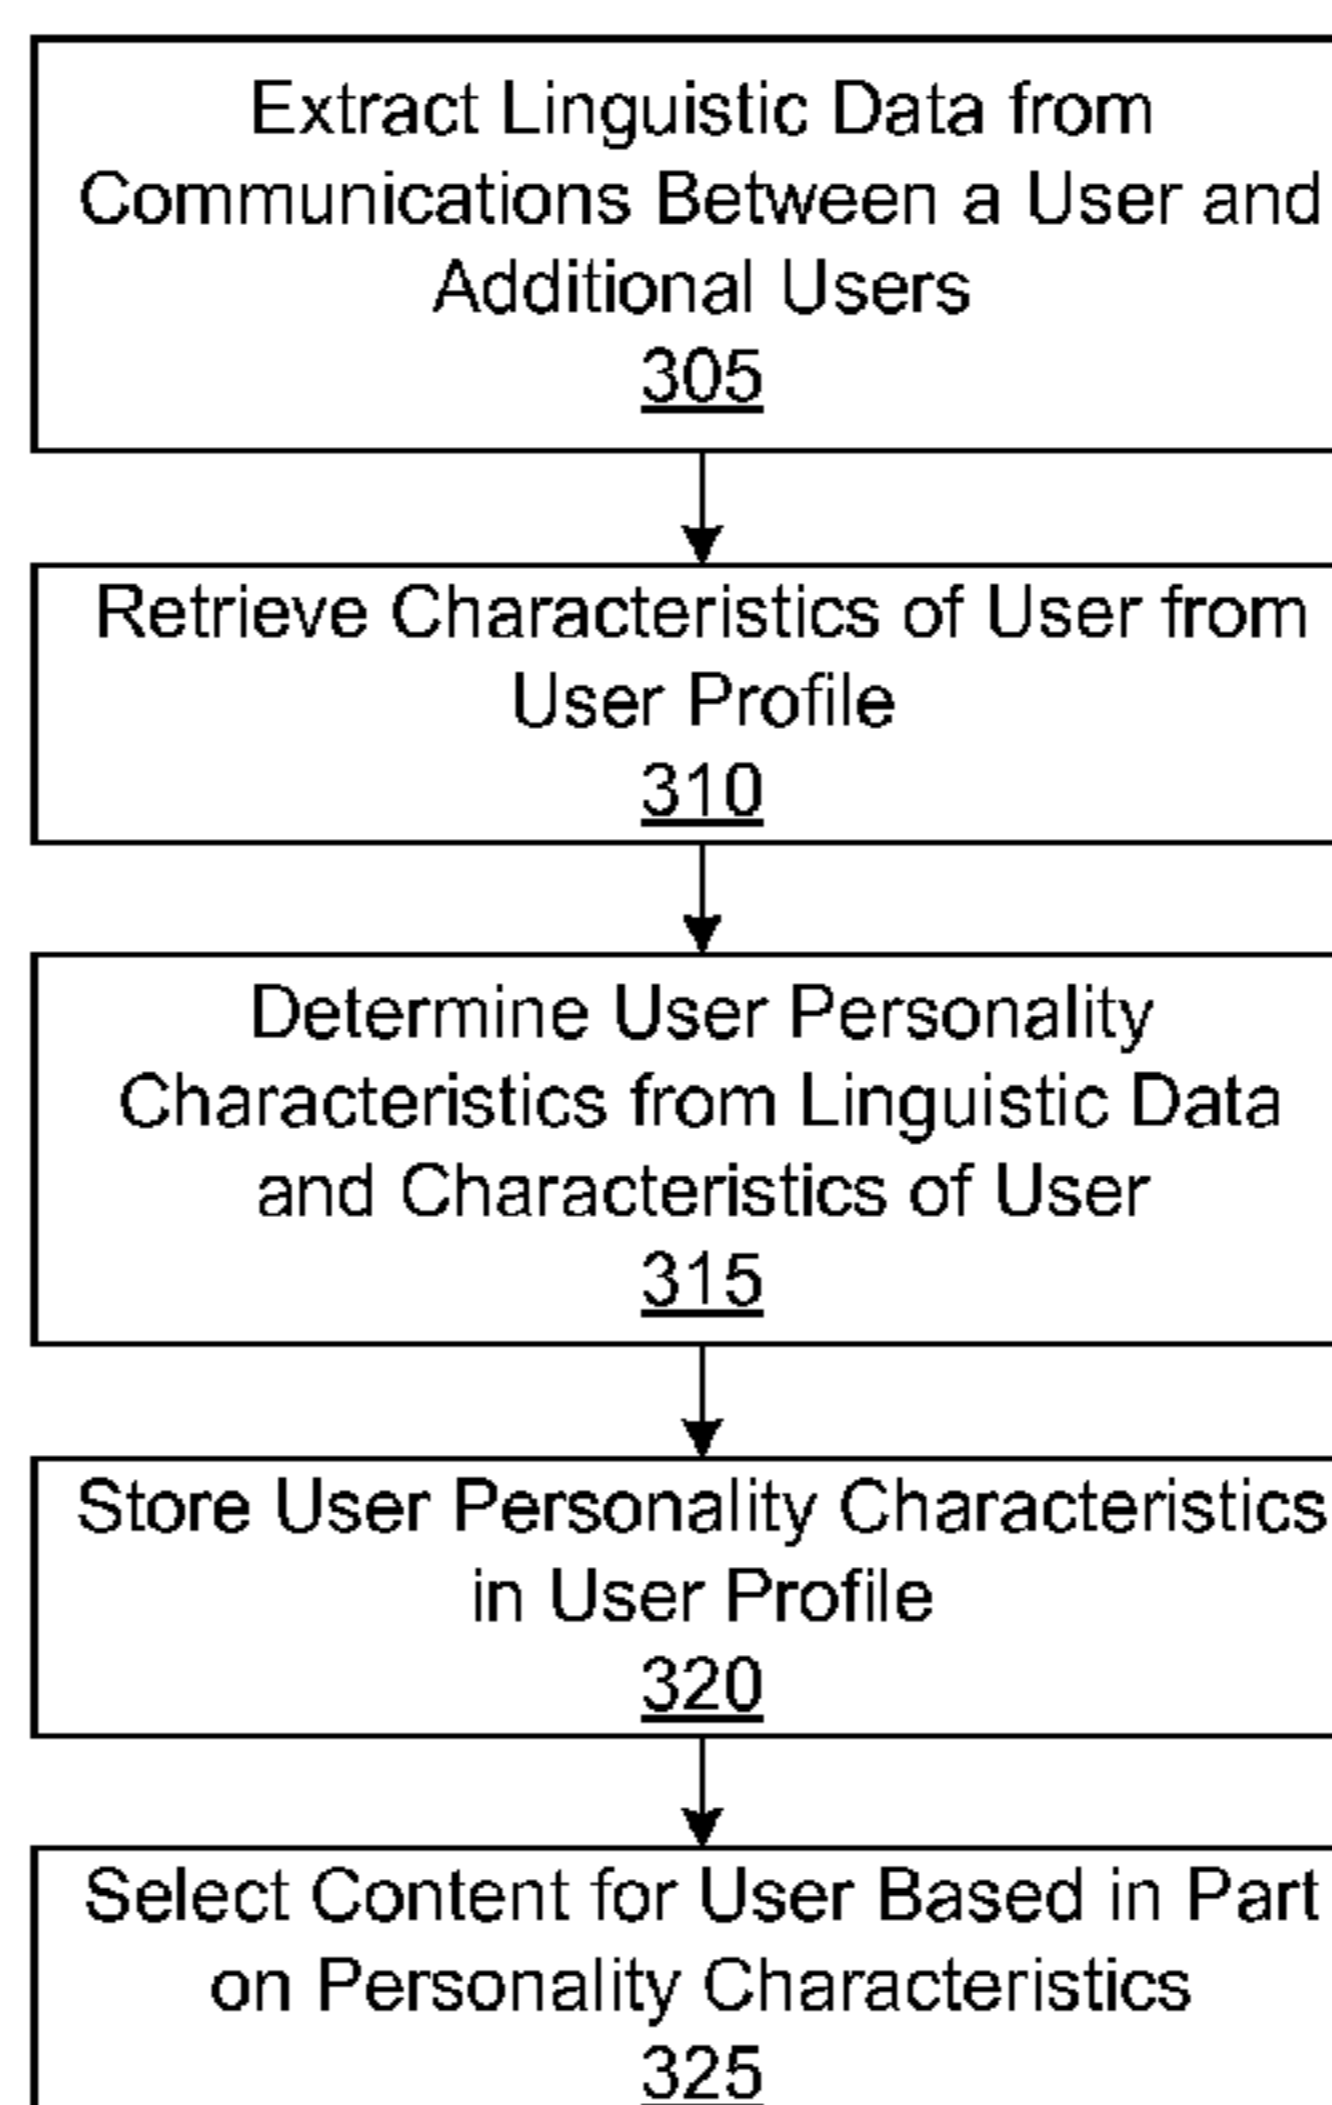 Extract Linguistic Data from
Communications Between a User and
Additional Users
305
Retrieve Characteristics of User from
User Profile
310
Determine User Personality
Characteristics from Linguistic Data
and Characteristics of User
315
Store User Personality Characteristics
in User Profile
320
Select Content for User Based in Part
on Personality Characteristics
325